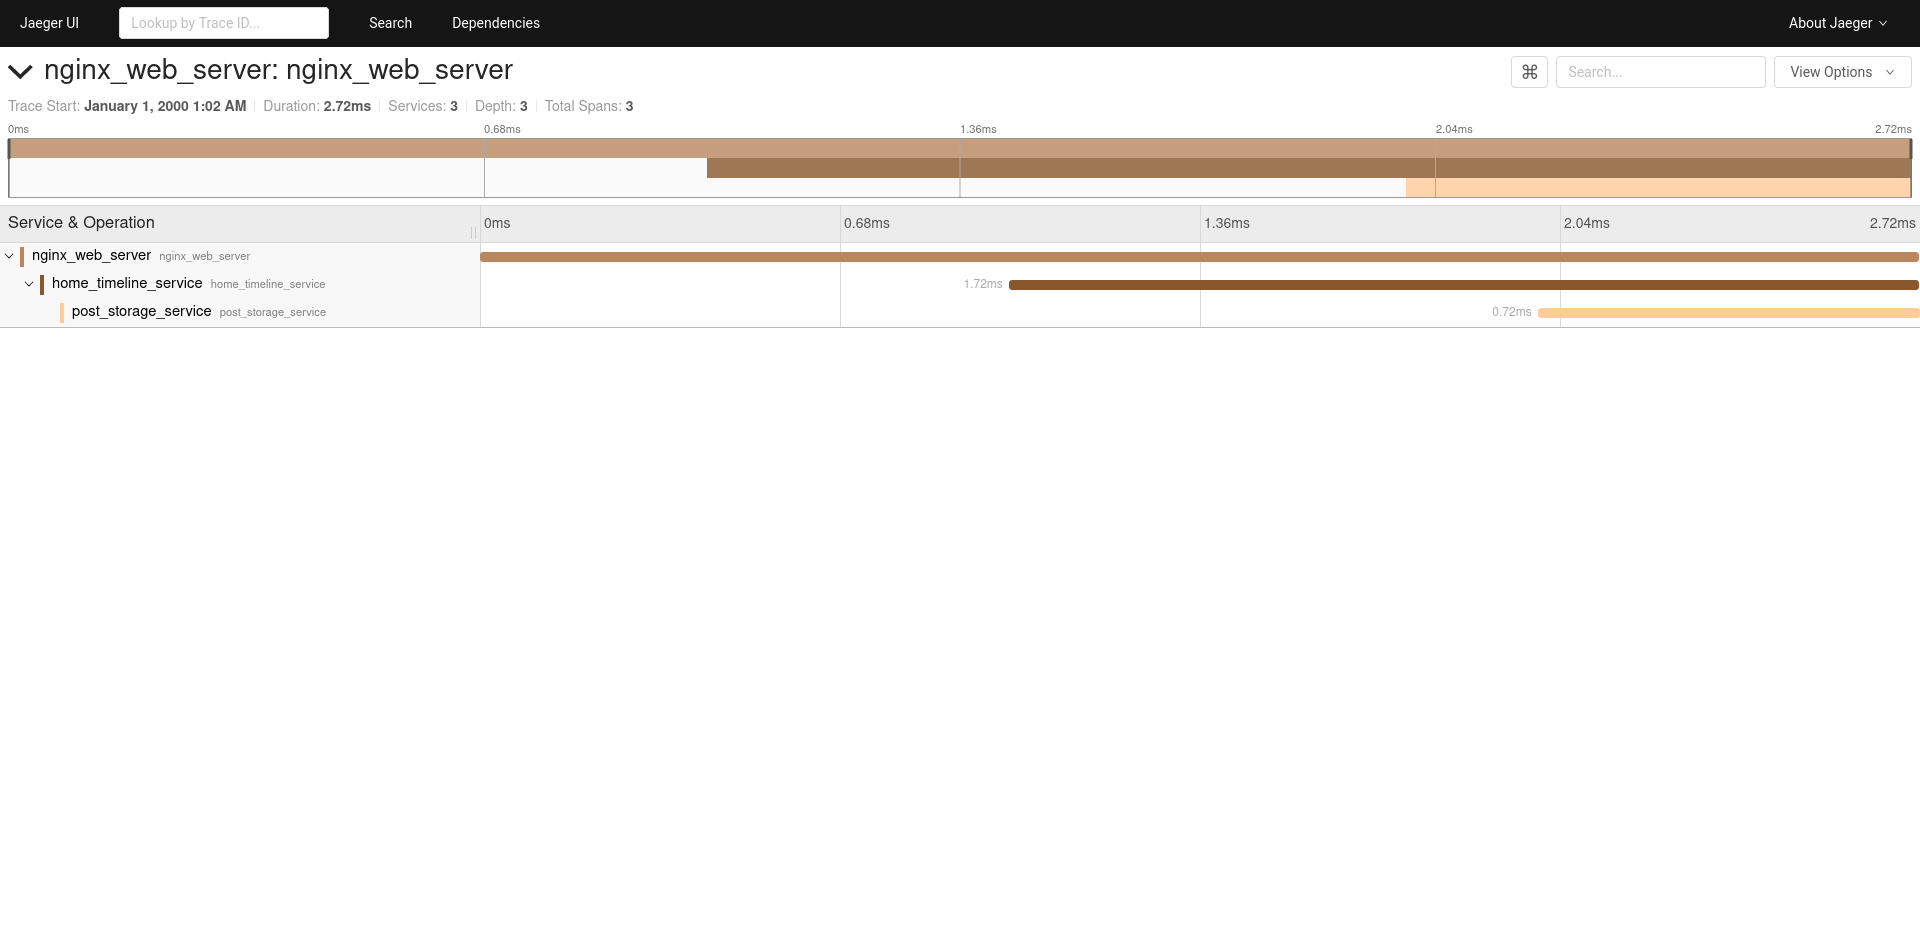 Jaeger UI Lookup by Trace ID... Search Dependencies About Jaeger
nginx_web_server: nginx_web_server ⌘ Search... View Options
Trace Start: January 1, 2000 1:02 AM Duration: 2.72ms Services: 3 Depth: 3 Total Spans: 3
0ms 0.68ms 1.36ms 2.04ms 2.72ms
Service & Operation 0ms 0.68ms 1.36ms 2.04ms 2.72ms
nginx_web_server nginx_web_server
home_timeline_service home_timeline_service 1.72ms
post_storage_service post_storage_service 0.72ms